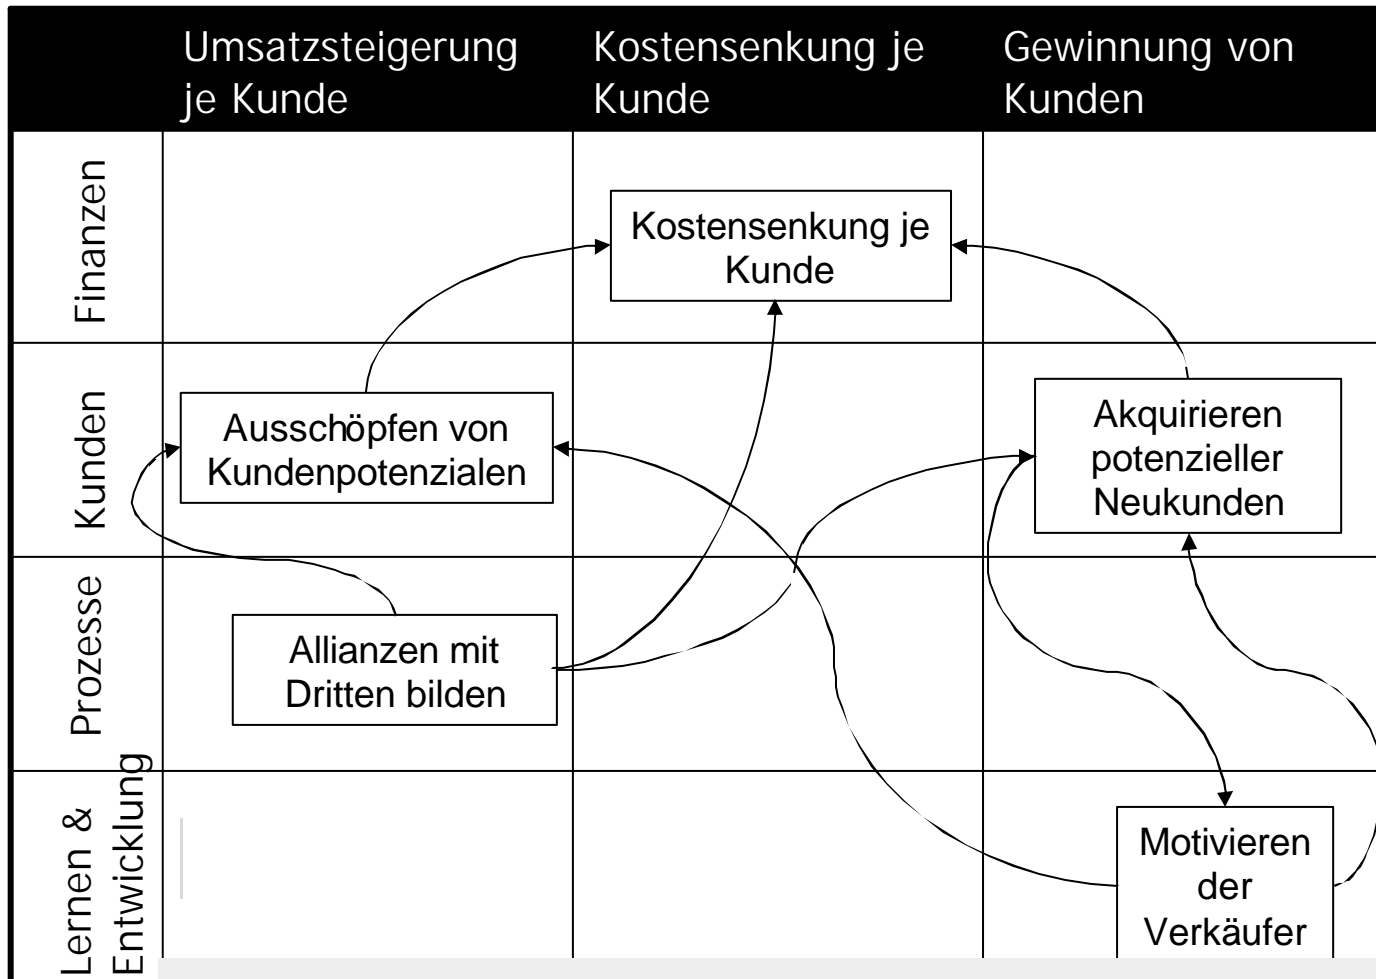 Umsatzsteigerung
je Kunde
Kostensenkung je
Kunde
Gewinnung von
Kunden
Finanzen
Kostensenkung je
Kunde
Kunden
Ausschöpfen von
Kundenpotenzialen
Akquirieren
potenzieller
Neukunden
Prozesse
Allianzen mit
Dritten bilden
Lernen &
Entwicklung
Motivieren
der
Verkäufer